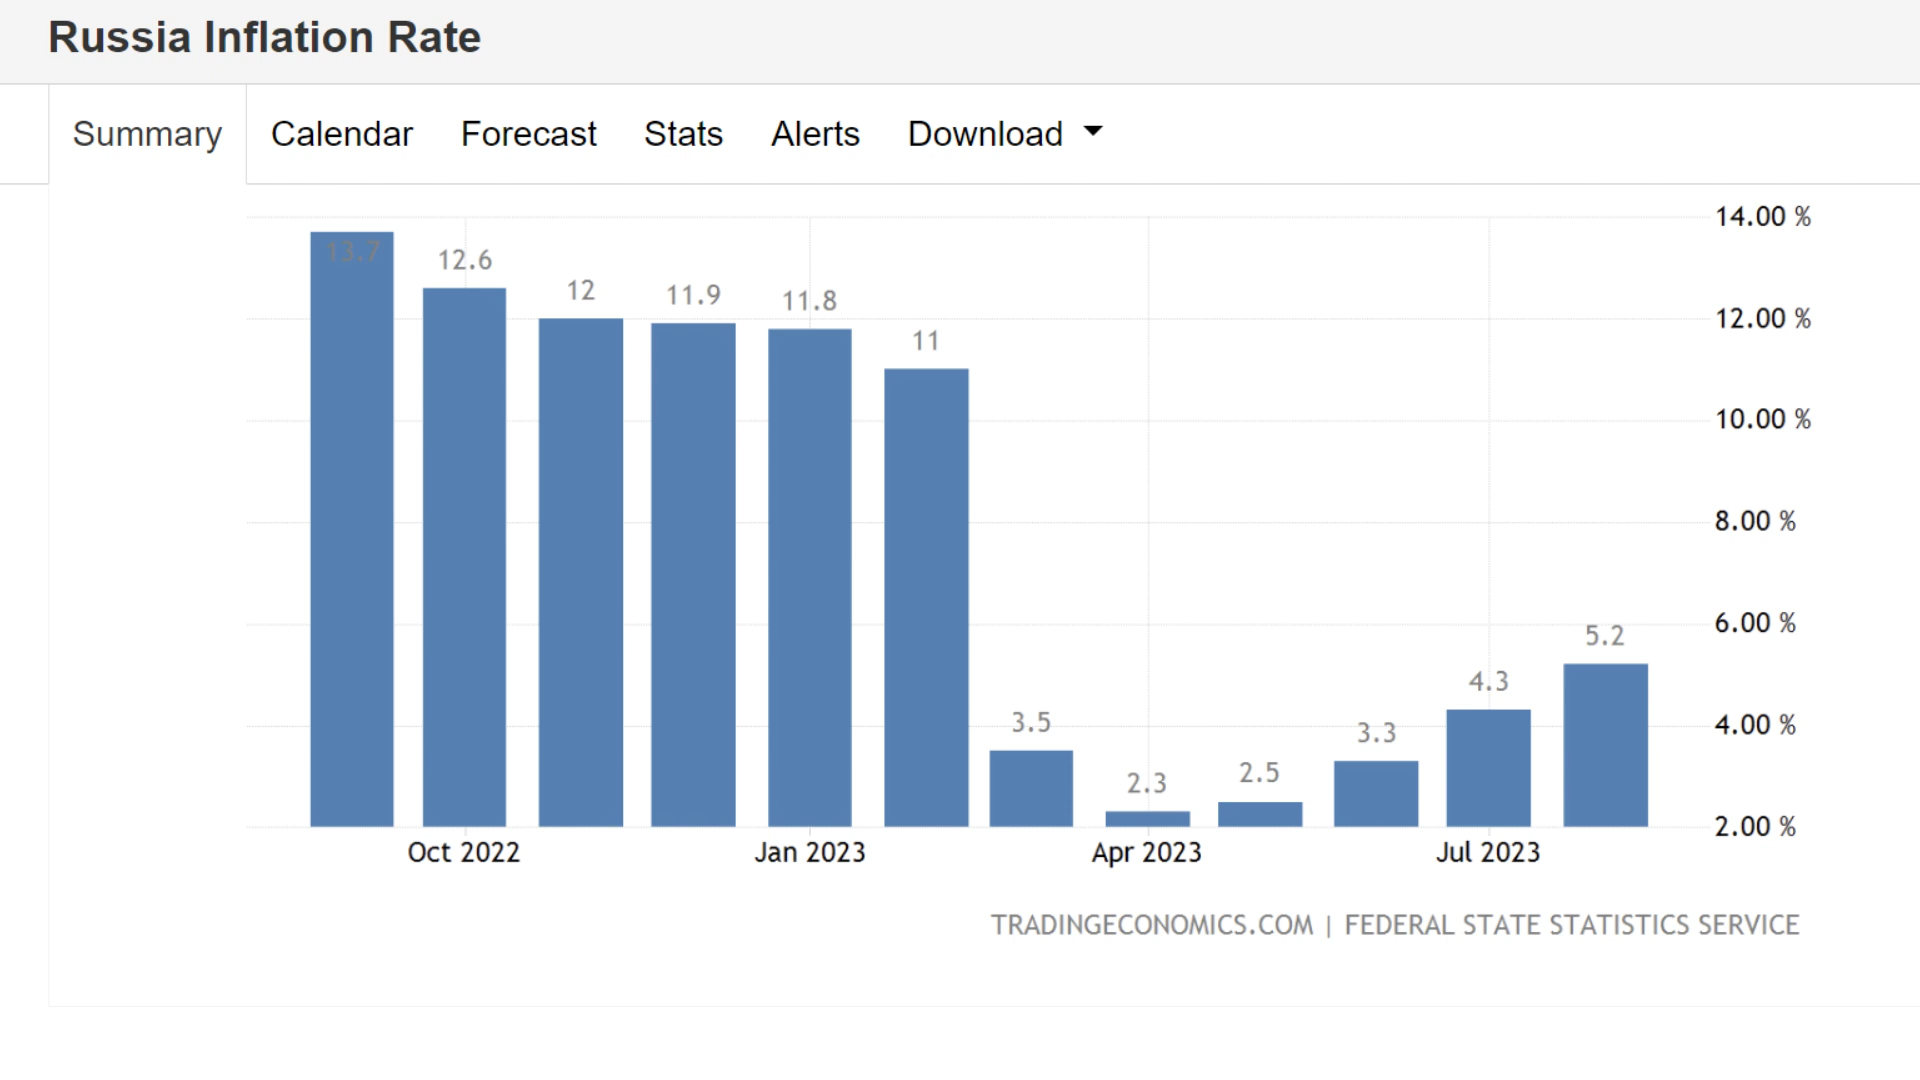 Russia Inflation Rate
Summary Calendar Forecast Stats Alerts Download
14.00 %
13.7 12.6 12 11.9 11.8 11
12.00 %
10.00 %
8.00 %
6.00 %
3.5 2.3 2.5 3.3 4.3 5.2
4.00 %
2.00 %
Oct 2022 Jan 2023 Apr 2023 Jul 2023
TRADINGECONOMICS.COM | FEDERAL STATE STATISTICS SERVICE